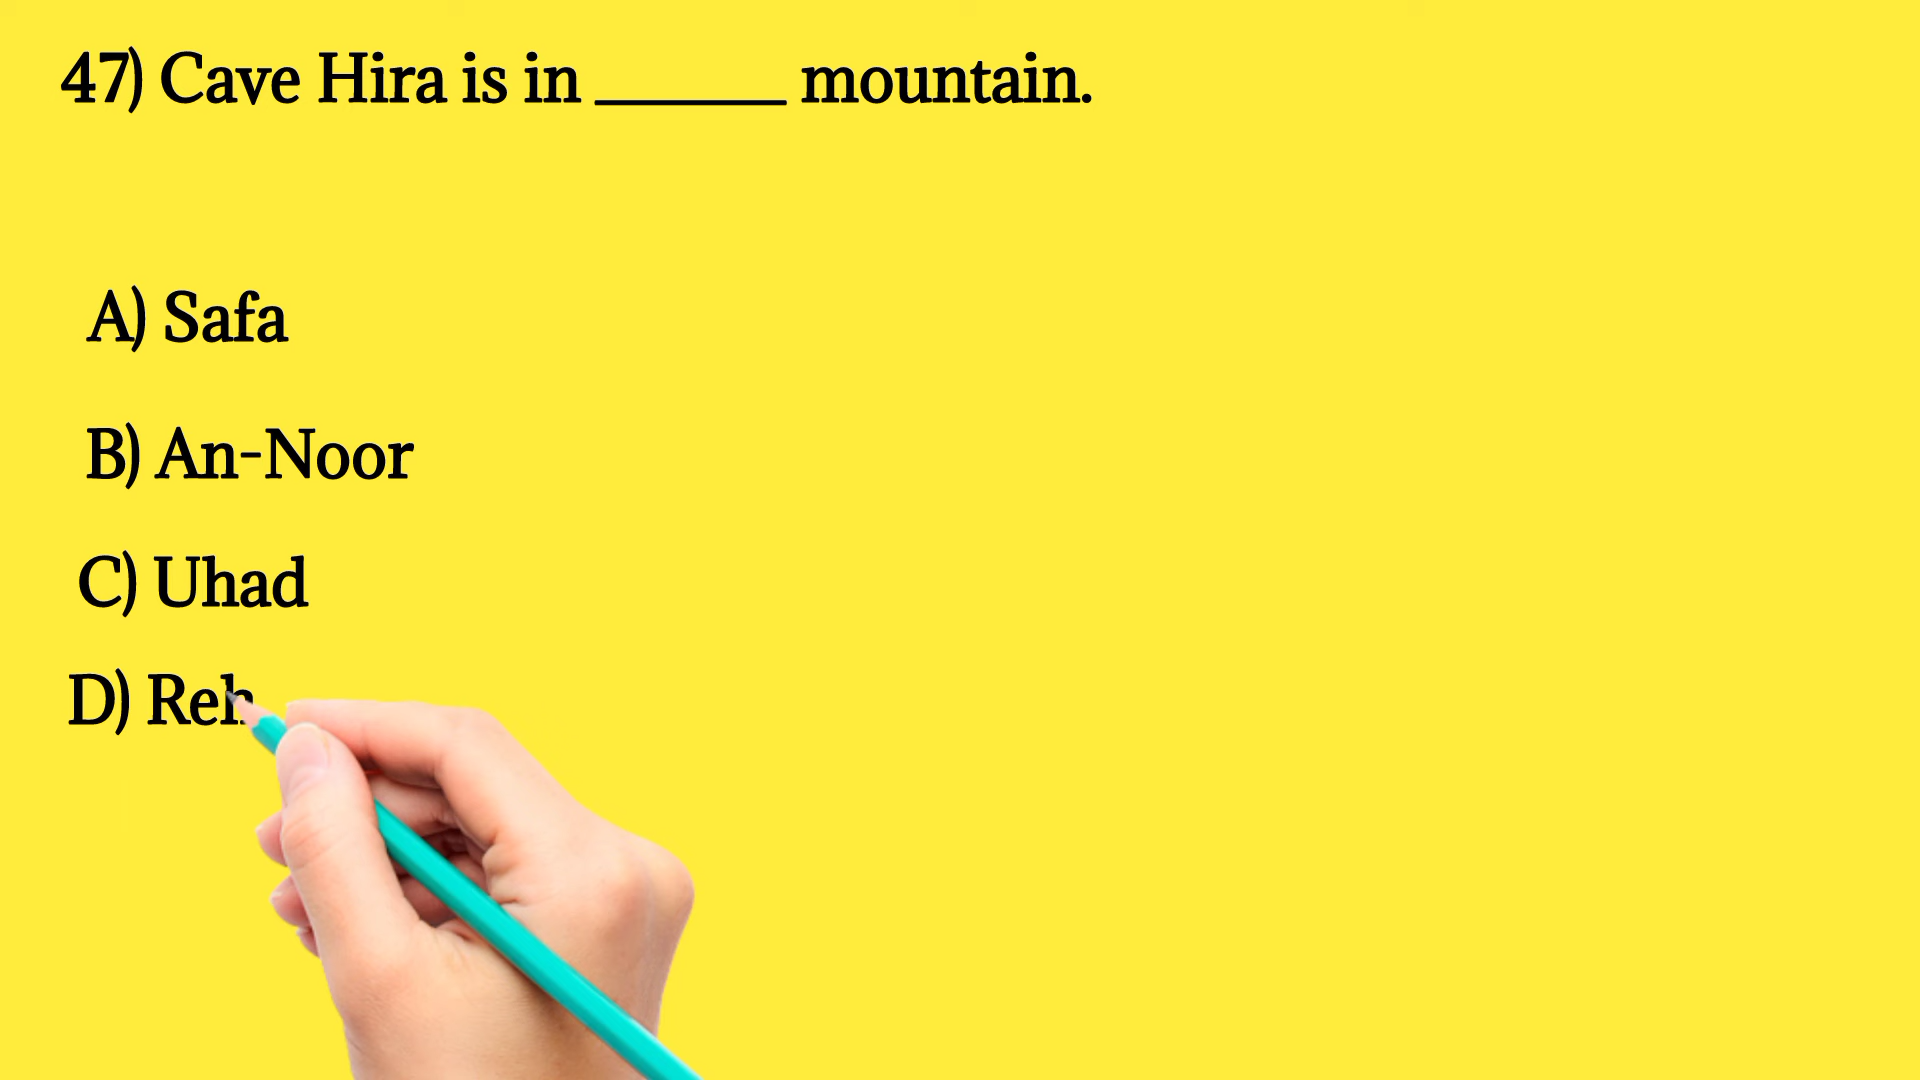 47) Cave Hira is in ______ mountain.
A) Safa
B) An-Noor
C) Uhad
D) Reh